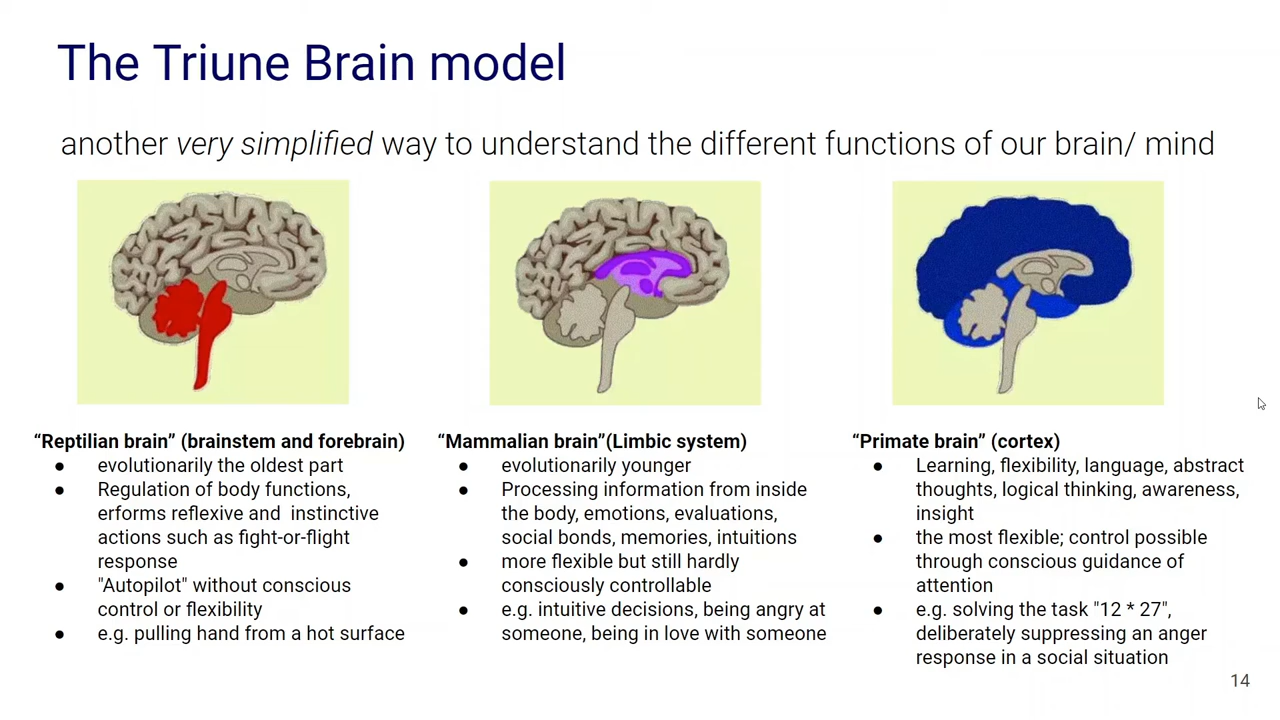 The Triune Brain model
another very simplified way to understand the different functions of our brain/ mind
“Reptilian brain” (brainstem and forebrain)
● evolutionarily the oldest part
● Regulation of body functions,
erforms reflexive and  instinctive
actions such as fight-or-flight
response
● "Autopilot" without conscious
control or flexibility
● e.g. pulling hand from a hot surface
“Mammalian brain”(Limbic system)
● evolutionarily younger
● Processing information from inside
the body, emotions, evaluations,
social bonds, memories, intuitions
● more flexible but still hardly
consciously controllable
● e.g. intuitive decisions, being angry at
someone, being in love with someone
“Primate brain” (cortex)
● Learning, flexibility, language, abstract
thoughts, logical thinking, awareness,
insight
● the most flexible; control possible
through conscious guidance of
attention
● e.g. solving the task "12 * 27",
deliberately suppressing an anger
response in a social situation
14